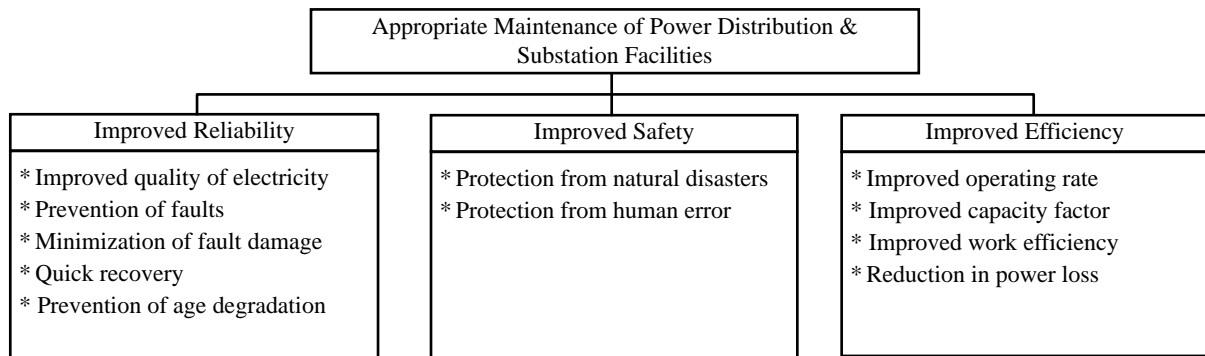 Appropriate Maintenance of Power Distribution &
Substation Facilities
Improved Reliability
* Improved quality of electricity
* Prevention of faults
* Minimization of fault damage
* Quick recovery
* Prevention of age degradation
Improved Safety
* Protection from natural disasters
* Protection from human error
Improved Efficiency
* Improved operating rate
* Improved capacity factor
* Improved work efficiency
* Reduction in power loss